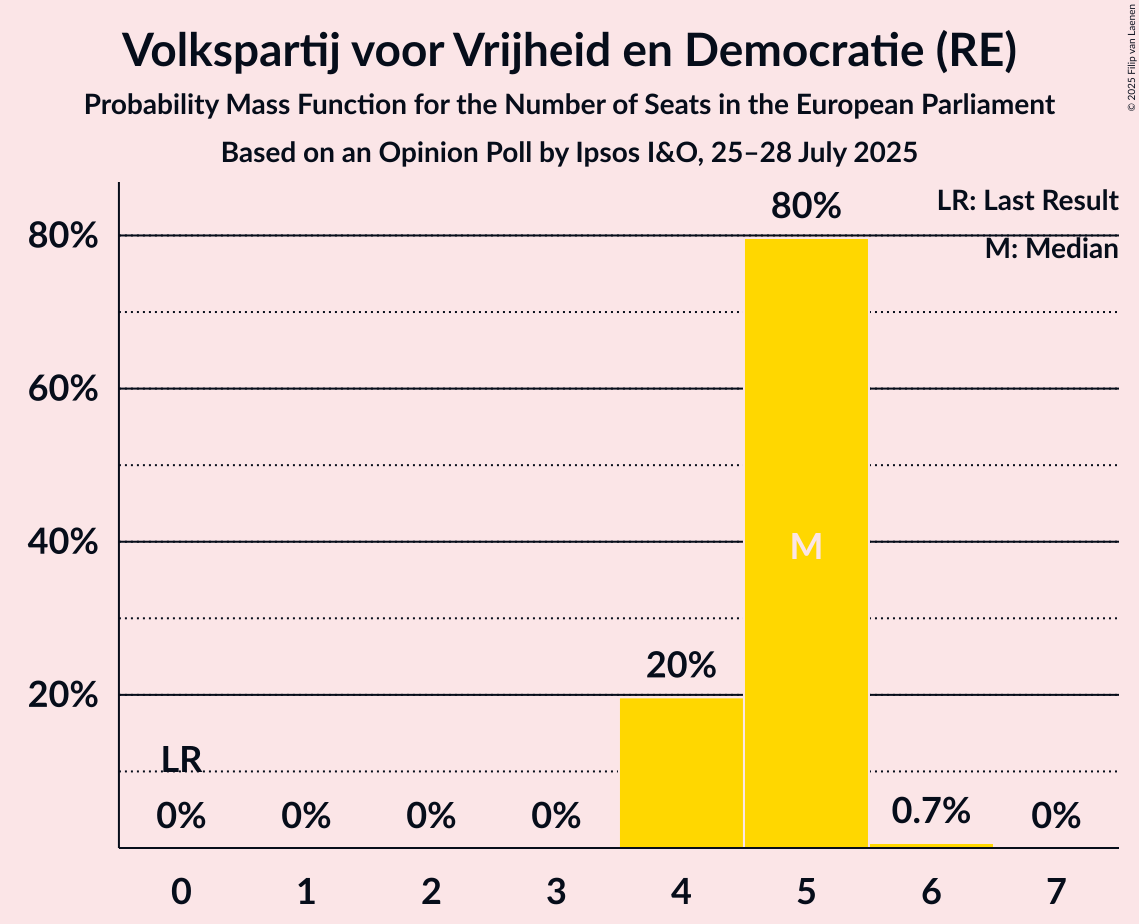 Volkspartij voor Vrijheid en Democratie (RE)
Probability Mass Function for the Number of Seats in the European Parliament
Based on an Opinion Poll by Ipsos I&O, 25–28 July 2025
© 2025 Filip van Laenen
LR: Last Result
M: Median
80%
60%
40%
20%
LR
0%
0%
0%
0%
20%
80%
M
0.7%
0%
0
1
2
3
4
5
6
7